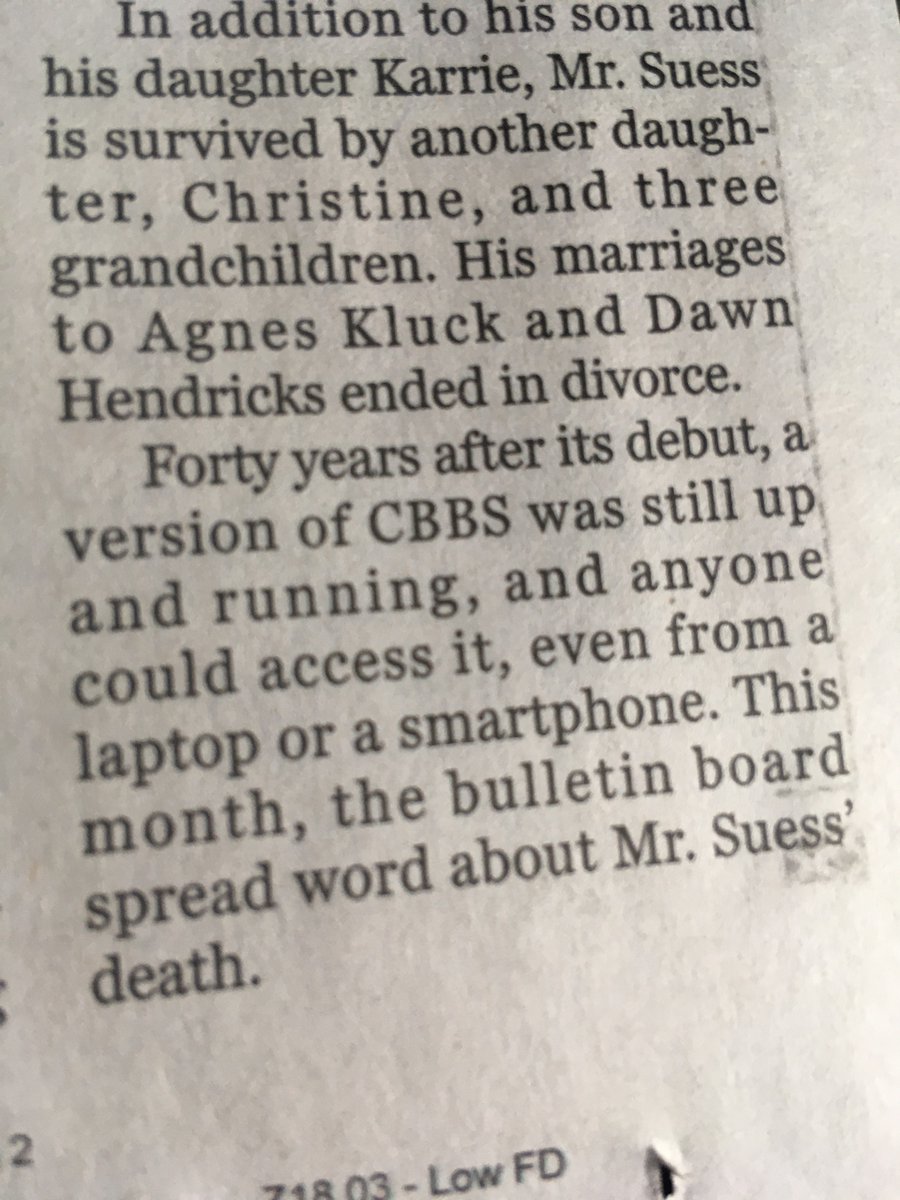 In addition to his son and
his daughter Karrie, Mr. Suess
is survived by another daugh-
ter, Christine, and three
grandchildren. His marriages
to Agnes Kluck and Dawn
Hendricks ended in divorce.
Forty years after its debut, a
version of CBBS was still up
and running, and anyone
could access it, even from a
laptop or a smartphone. This
month, the bulletin board
spread word about Mr. Suess’
death.
2
718.03 - Low FD